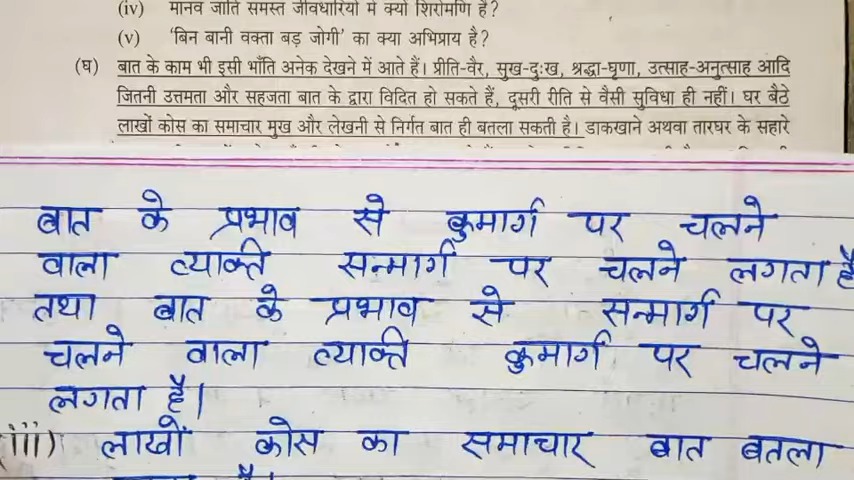 (iv) मानव जाति समस्त जीवधारियों में क्यों शिरोमणि है?
(v) 'बिन बानी वक्ता बड़ जोगी' का क्या अभिप्राय है?
(घ) बात के काम भी इसी भाँति अनेक देखने में आते हैं। प्रीति-वैर, सुख-दुःख, श्रद्धा-घृणा, उत्साह-अनुत्साह आदि
जितनी उत्तमता और सहजता बात के द्वारा विदित हो सकते हैं, दूसरी रीति से वैसी सुविधा ही नहीं। घर बैठे
लाखों कोस का समाचार मुख और लेखनी से निर्गत बात ही बतला सकती है। डाकखाने अथवा तारघर के सहारे
बात के प्रभाव से कुमार्ग पर चलने
वाला व्यक्ति सन्मार्ग पर चलने लगता है
तथा बात के प्रभाव से सन्मार्ग पर
चलने वाला व्यक्ति कुमार्ग पर चलने
लगता है।
(iii) लाखों कोस का समाचार बात बतला
है।